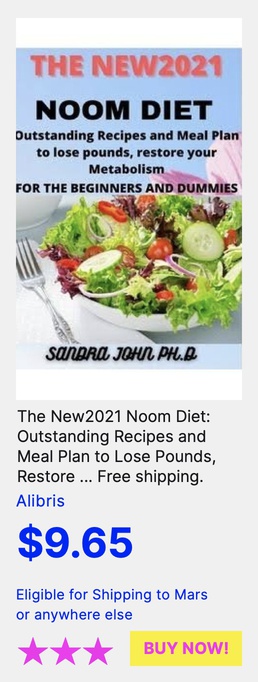 THE NEW2021
NOOM DIET
Outstanding Recipes and Meal Plan
to lose pounds, restore your
Metabolism
FOR THE BEGINNERS AND DUMMIES
SANDRA JOHN PH.D
The New2021 Noom Diet:
Outstanding Recipes and
Meal Plan to Lose Pounds,
Restore ... Free shipping.
Alibris
$9.65
Eligible for Shipping to Mars
or anywhere else
BUY NOW!